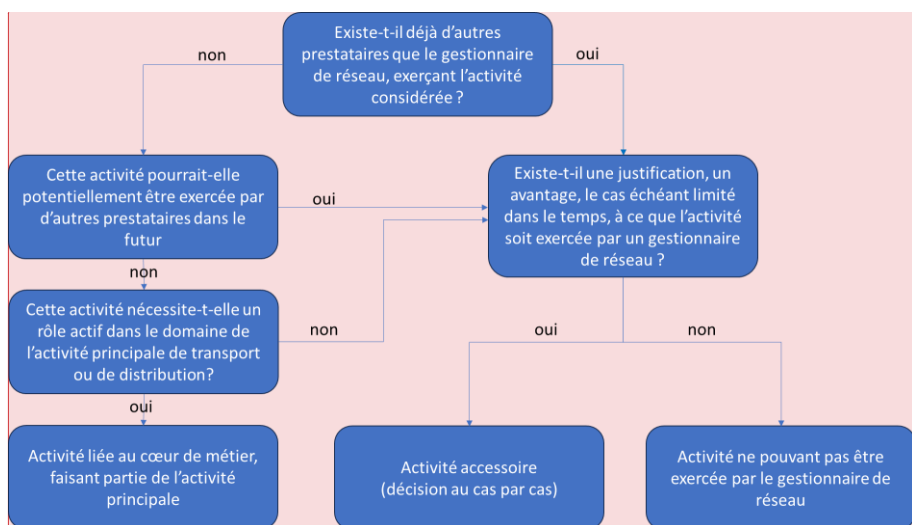 Existe-t-il déjà d'autres
prestataires que le gestionnaire
de réseau, exerçant l'activité
considérée ?
non
oui
Cette activité pourrait-elle
potentiellement être exercée par
d'autres prestataires dans le
futur
oui
Existe-t-il une justification, un
avantage, le cas échéant limité
dans le temps, à ce que l'activité
soit exercée par un gestionnaire
de réseau ?
non
Cette activité nécessite-t-elle un
rôle actif dans le domaine de
l'activité principale de transport
ou de distribution?
non
oui
non
oui
Activité liée au cœur de métier,
faisant partie de l'activité
principale
Activité accessoire
(décision au cas par cas)
Activité ne pouvant pas être
exercée par le gestionnaire de
réseau